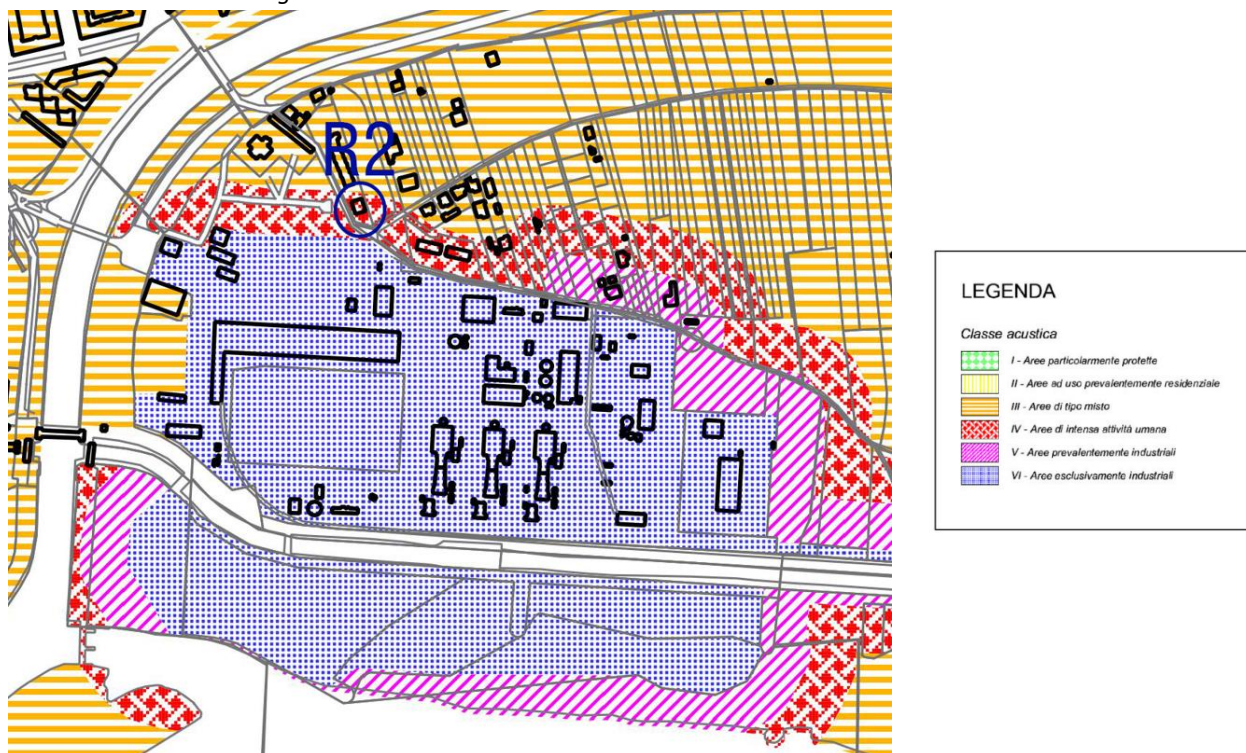 R2
LEGENDA
Classe acustica
I - Aree particolarmente protette
II - Aree ad uso prevalentemente residenziale
III - Aree di tipo misto
IV - Aree di intensa attività umana
V - Aree prevalentemente industriali
VI - Aree esclusivamente industriali